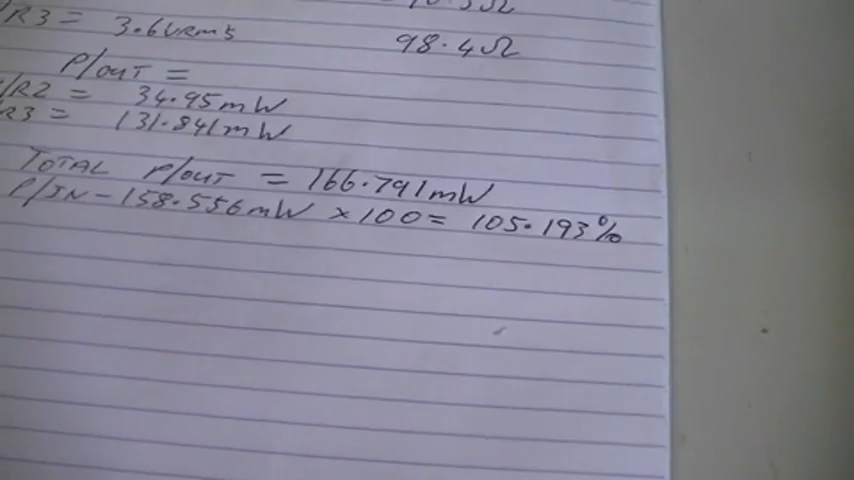 /R3 = 3.6VRMS
98.4Ω
P/OUT =
/R2 = 34.95mW
R3 = 131.841mW
TOTAL P/OUT = 166.791mW
P/IN - 158.556mW x100 = 105.193%